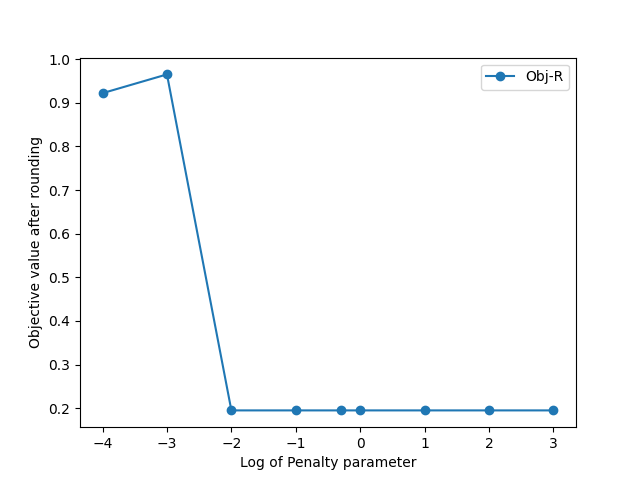 Obj-R
Objective value after rounding
1.0
0.9
0.8
0.7
0.6
0.5
0.4
0.3
0.2
−4 −3 −2 −1 0 1 2 3
Log of Penalty parameter